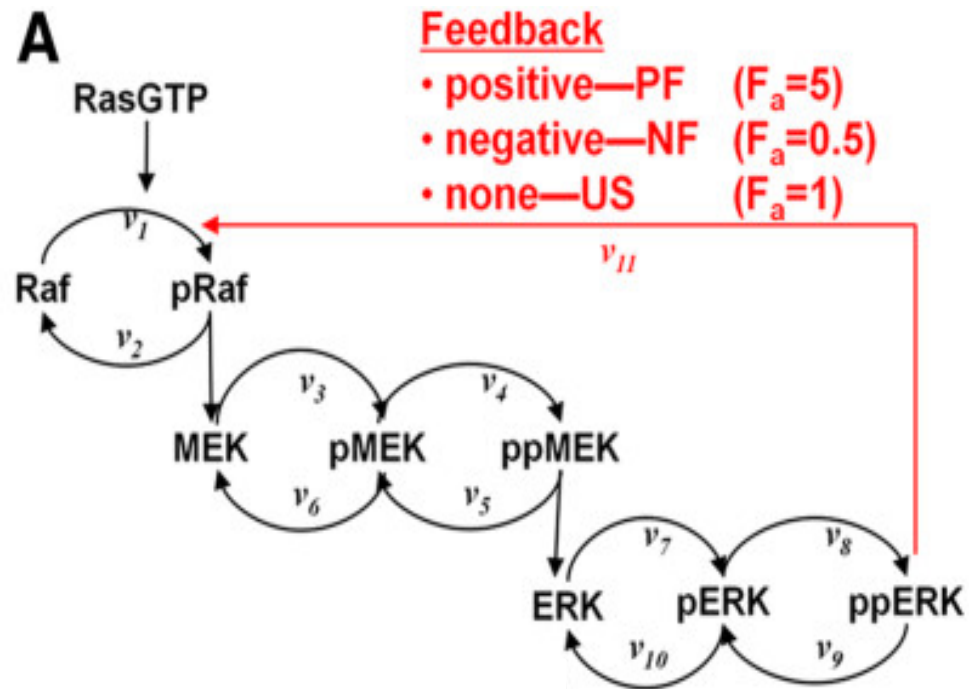 A
Feedback
• positive—PF (Fa=5)
• negative—NF (Fa=0.5)
• none—US (Fa=1)
RasGTP
v1
v11
Raf pRaf
v2
v3 v4
MEK pMEK ppMEK
v6 v5
v7 v8
ERK pERK ppERK
v10 v9